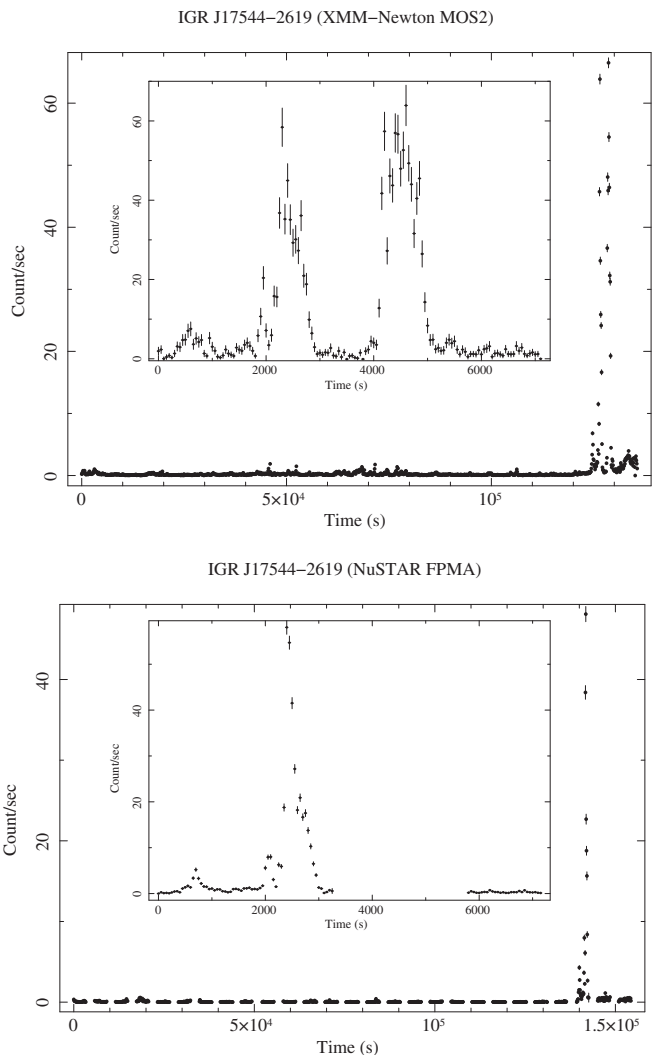 IGR J17544−2619 (XMM−Newton MOS2)
Count/sec
60
40
20
0
Count/sec
60
40
20
0
0
2000
4000
6000
Time (s)
0
5×10⁴
10⁵
Time (s)
IGR J17544−2619 (NuSTAR FPMA)
Count/sec
40
20
0
Count/sec
40
20
0
0
2000
4000
6000
Time (s)
0
5×10⁴
10⁵
1.5×10⁵
Time (s)